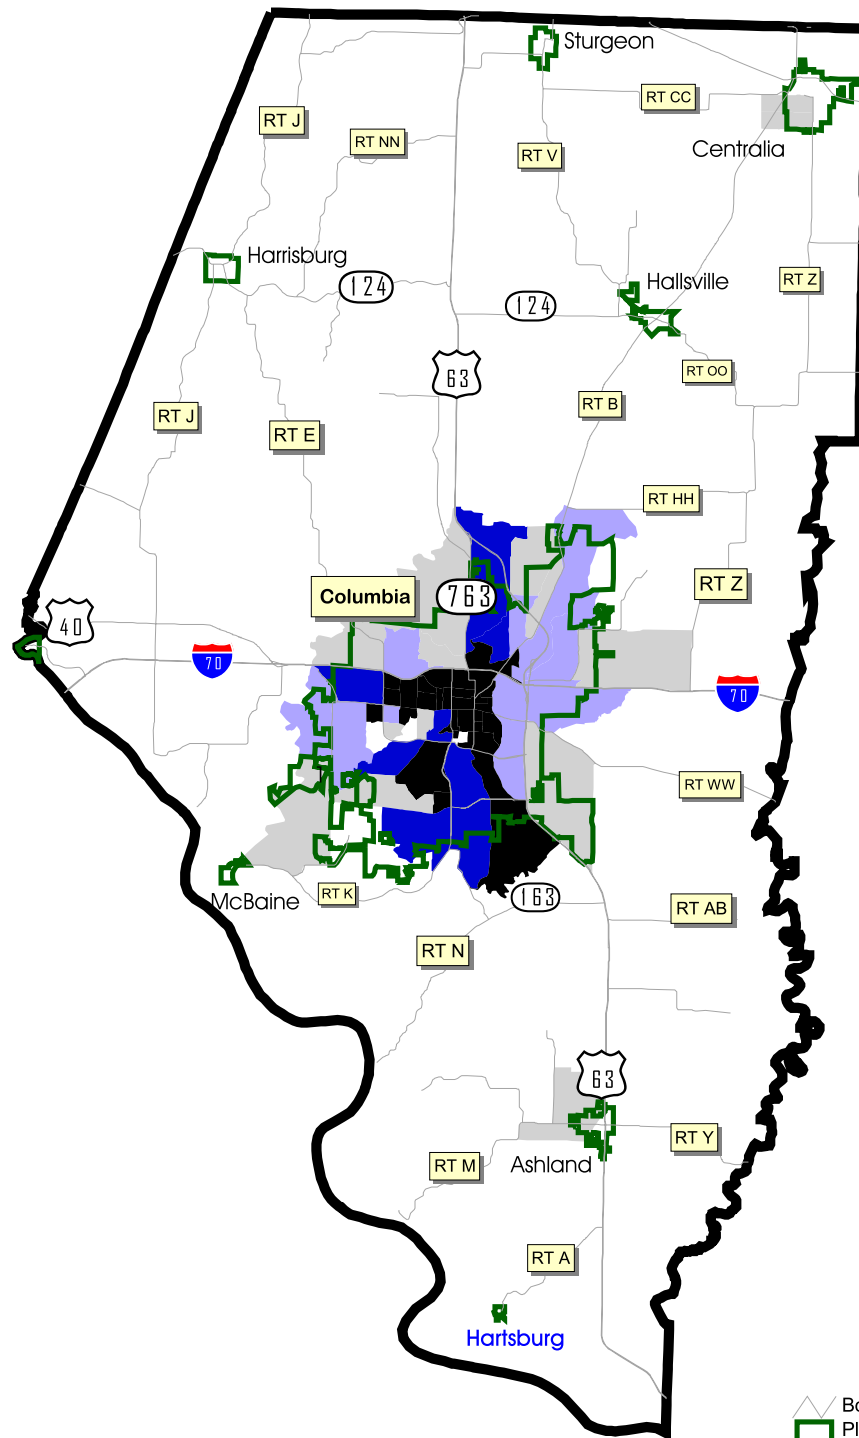 Sturgeon
RT CC
RT J
RT NN
RT V
Centralia
Harrisburg
124
Hallsville
RT Z
124
63
RT OO
RT J
RT E
RT B
RT HH
RT Z
Columbia
763
40
70
70
RT WW
RT K
McBaine
163
RT AB
RT N
63
RT Y
RT M
Ashland
RT A
Hartsburg